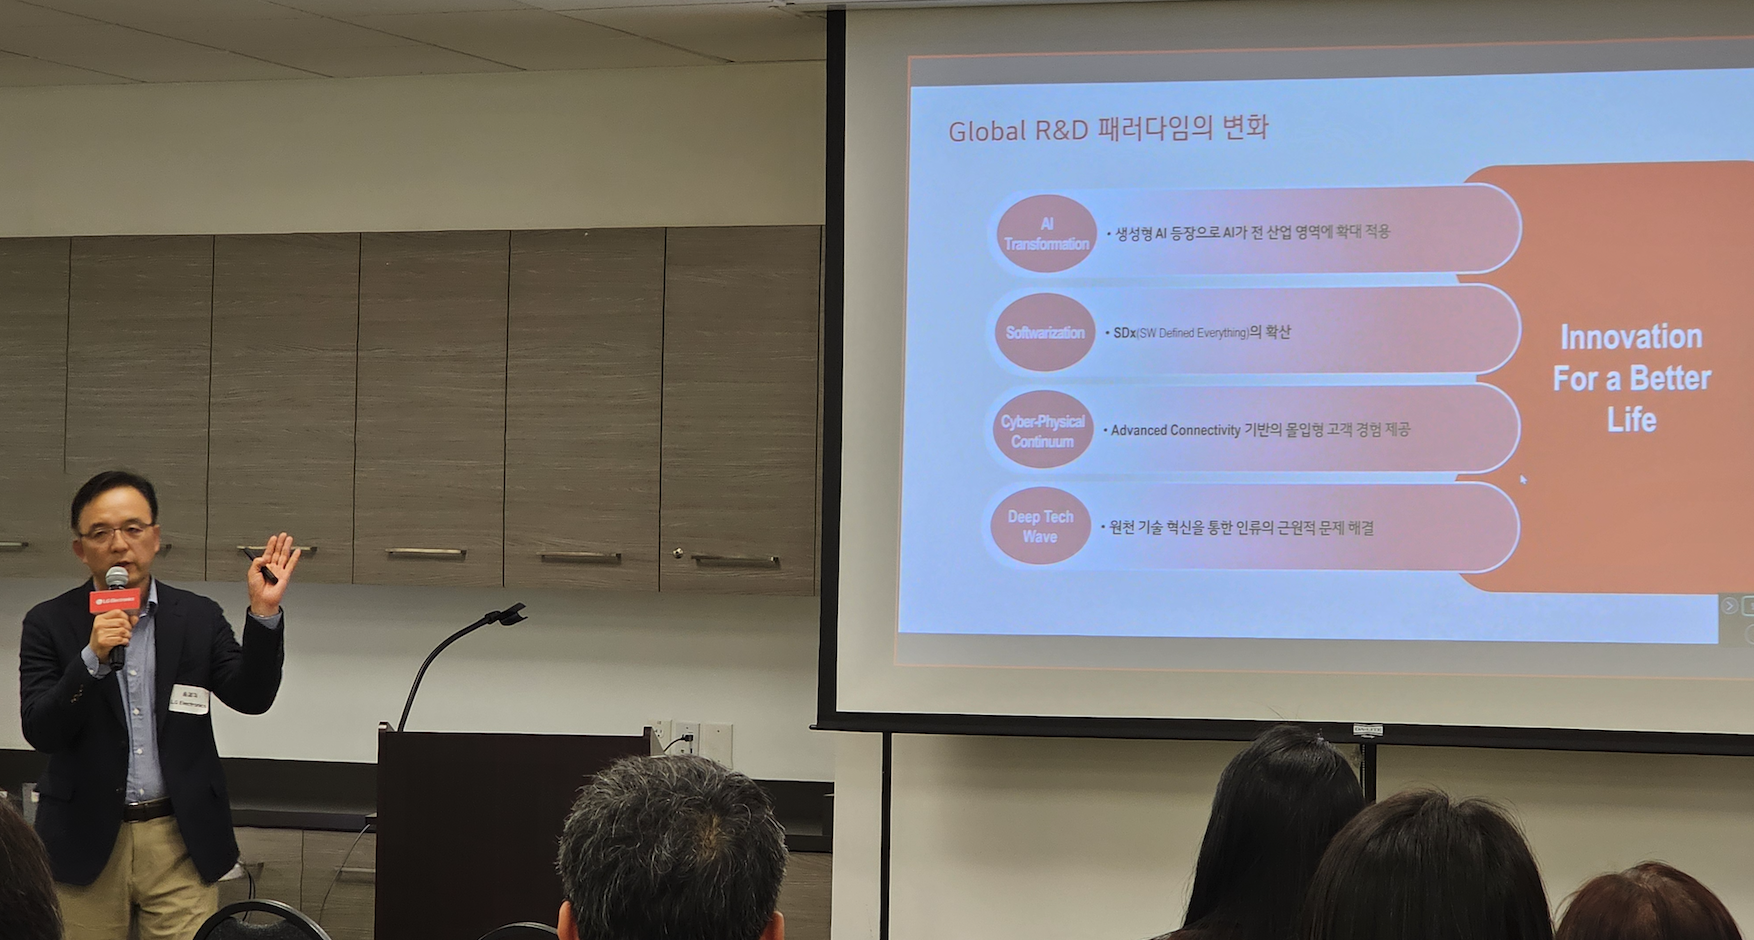 Global R&D 패러다임의 변화
AI
Transformation
• 생성형 AI 등장으로 AI가 전 산업 영역에 확대 적용
Softwarization
• SDx(SW Defined Everything)의 확산
Cyber-Physical
Continuum
• Advanced Connectivity 기반의 몰입형 고객 경험 제공
Deep Tech
Wave
• 원천 기술 혁신을 통한 인류의 근원적 문제 해결
Innovation
For a Better
Life
LG Electronics
LG Electronics
DA-LITE